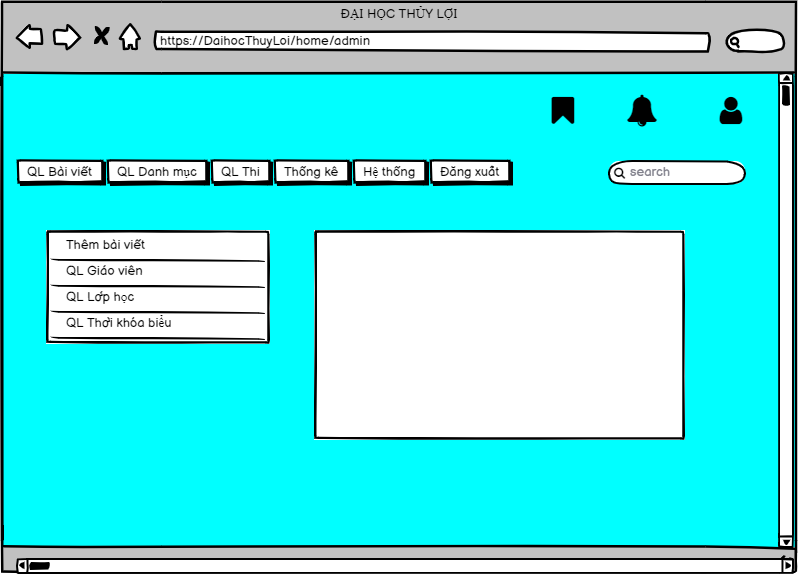 ĐẠI HỌC THỦY LỢI
https://DaihocThuyLoi/home/admin
QL Bài viết QL Danh mục QL Thi Thống kê Hệ thống Đăng xuất search
Thêm bài viết
QL Giáo viên
QL Lớp học
QL Thời khóa biểu